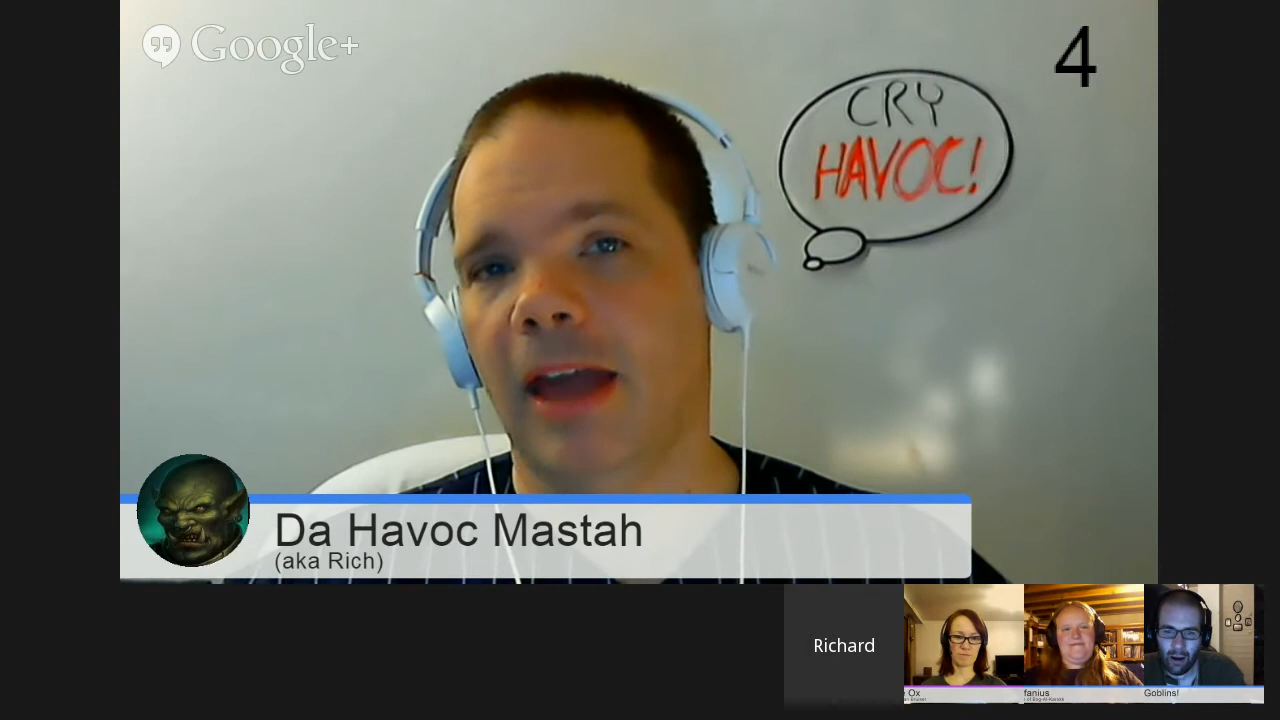 Google+
4
CRY
HAVOC!
Da Havoc Mastah
(aka Rich)
Richard
Ox
fanius
Goblins!